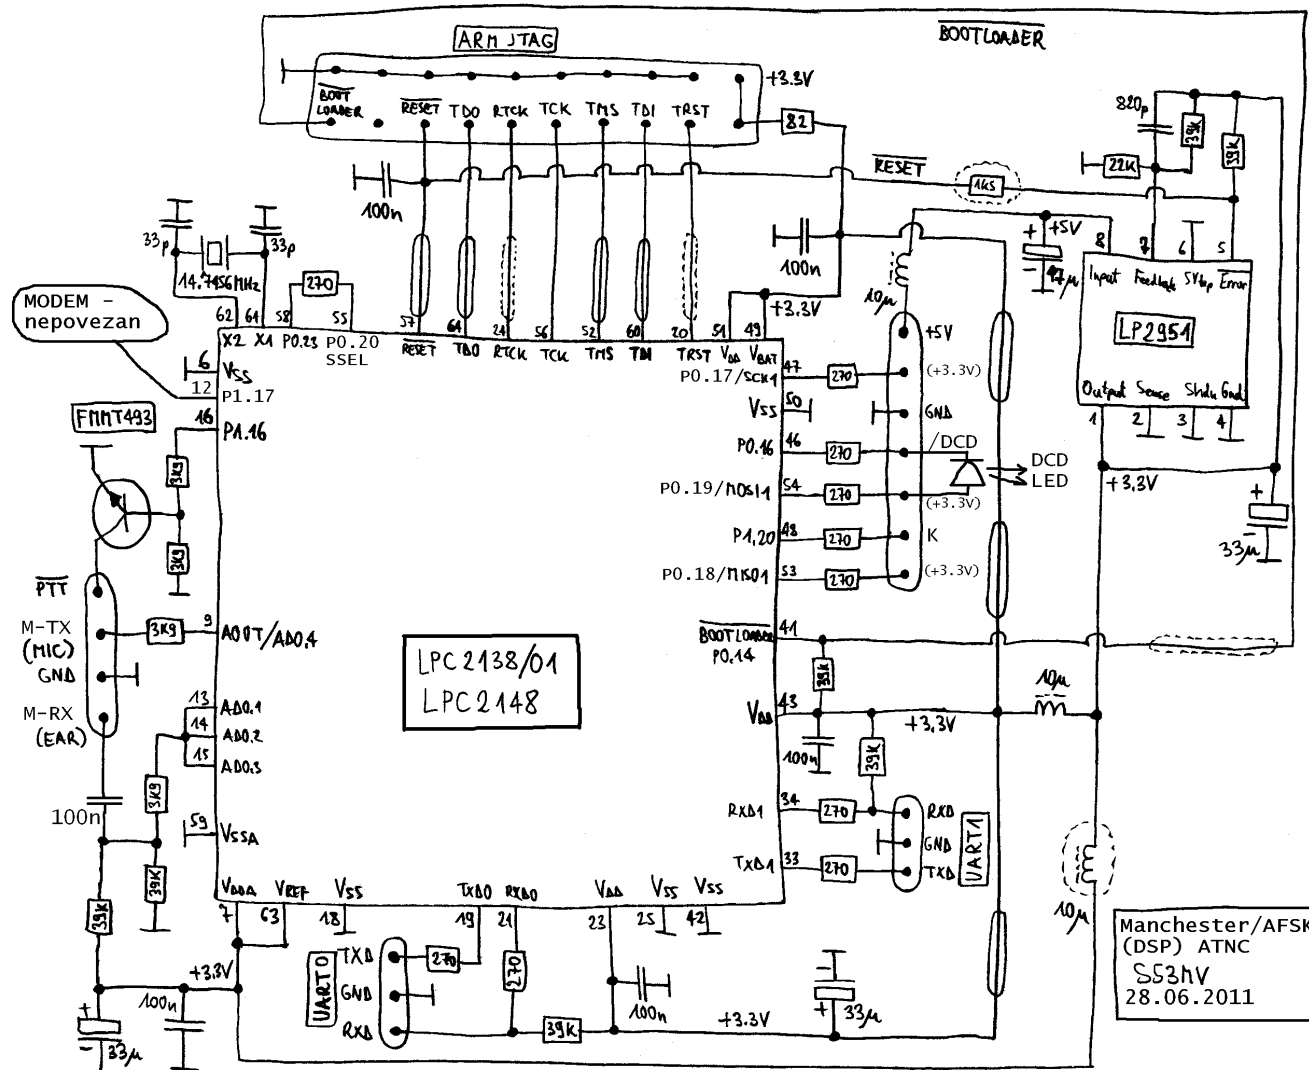 BOOTLOADER
ARM JTAG
+3.3V
BOOT
LOADER
RESET TDO RTCK TCK TMS TDI TRST
82
820p
39K
39K
22K
RESET
1k5
100n
33p
33p
14.7456MHz
270
100n
10µ
+5V
47µ
8 7 6 5
Input Feedback 5Vtap Error
LP2951
Output Sense Shdn Gnd
1 2 3 4
+3.3V
33µ
MODEM -
nepovezan
62 61 58 55 57 64 24 56 52 60 20 51 49
+3.3V
X2 X1 P0.23 P0.20
SSEL
RESET TDO RTCK TCK TMS TDI TRST VDD VBAT
6 VSS
12 P1.17
16 P1.16
FMMT493
3K9
3K9
P0.17/SCK1 47 270
VSS 50
P0.16 46 270
P0.19/MOSI1 54 270
P1.20 48 270
P0.18/MISO1 53 270
+5V
(+3.3V)
GND
/DCD
(+3.3V)
K
(+3.3V)
DCD
LED
PTT
M-TX
(MIC)
GND
M-RX
(EAR)
3K9
9 AOUT/AD0.4
LPC2138/01
LPC2148
BOOTLOADER 41
P0.14
39K
10µ
VDD 43
+3.3V
100n
39K
13 AD0.1
14 AD0.2
15 AD0.3
3K9
100n
59 VSSA
39K
39K
RXD1 34 270 RXD
GND
TXD1 33 270 TXD
UART1
10µ
VDDA VREF VSS TXD0 RXD0 VDD VSS VSS
7 63 18 19 21 23 25 42
+3.3V
100n
33µ
UART0
TXD
GND
RXD
270
270
39K
100n
+3.3V
33µ
Manchester/AFSK
(DSP) ATNC
S53MV
28.06.2011